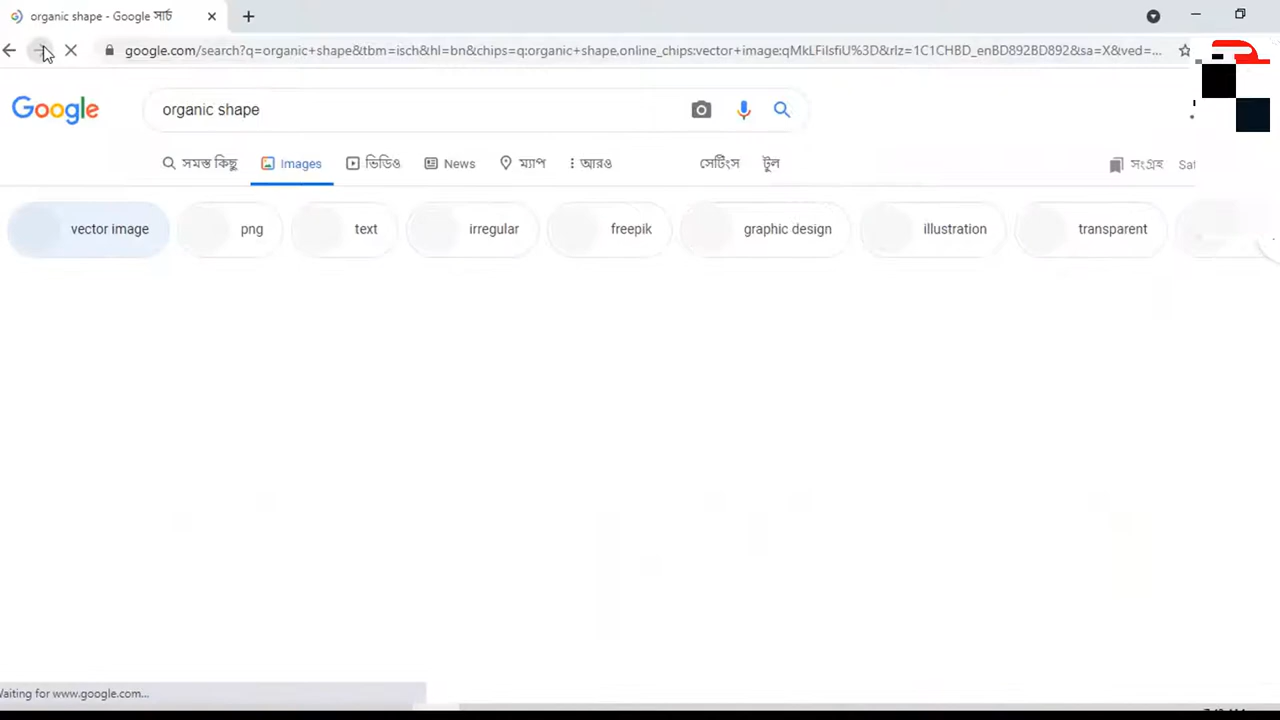 organic shape - Google সার্চ
google.com/search?q=organic+shape&tbm=isch&hl=bn&chips=q:organic+shape,online_chips:vector+image:qMkLFiIsfiU%3D&rlz=1C1CHBD_enBD892BD892&sa=X&ved=...
Google
organic shape
সমস্ত কিছু Images ভিডিও News ম্যাপ আরও সেটিংস টুল সংগ্রহ
vector image png text irregular freepik graphic design illustration transparent
Waiting for www.google.com...